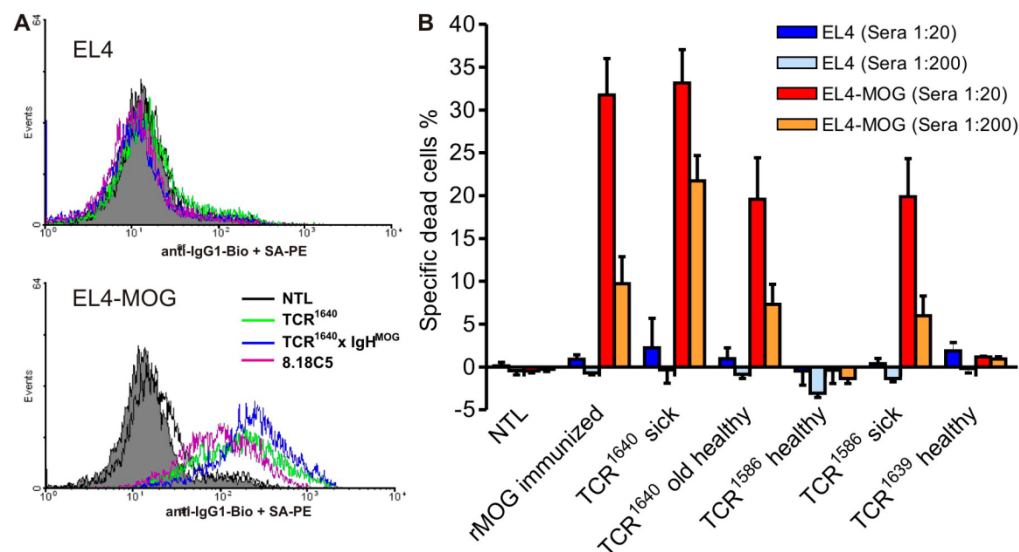 A
64
EL4
Events
0
10⁰ 10¹ 10² 10³ 10⁴
anti-IgG1-Bio + SA-PE
64
EL4-MOG
NTL
TCR¹⁶⁴⁰
TCR¹⁶⁴⁰x IgHᴹᴼᴳ
8.18C5
Events
0
10⁰ 10¹ 10² 10³ 10⁴
anti-IgG1-Bio + SA-PE
B
Specific dead cells %
40
35
30
25
20
15
10
5
0
-5
EL4 (Sera 1:20)
EL4 (Sera 1:200)
EL4-MOG (Sera 1:20)
EL4-MOG (Sera 1:200)
NTL
rMOG immunized
TCR¹⁶⁴⁰ sick
TCR¹⁶⁴⁰ old healthy
TCR¹⁵⁸⁶ healthy
TCR¹⁵⁸⁶ sick
TCR¹⁶³⁹ healthy